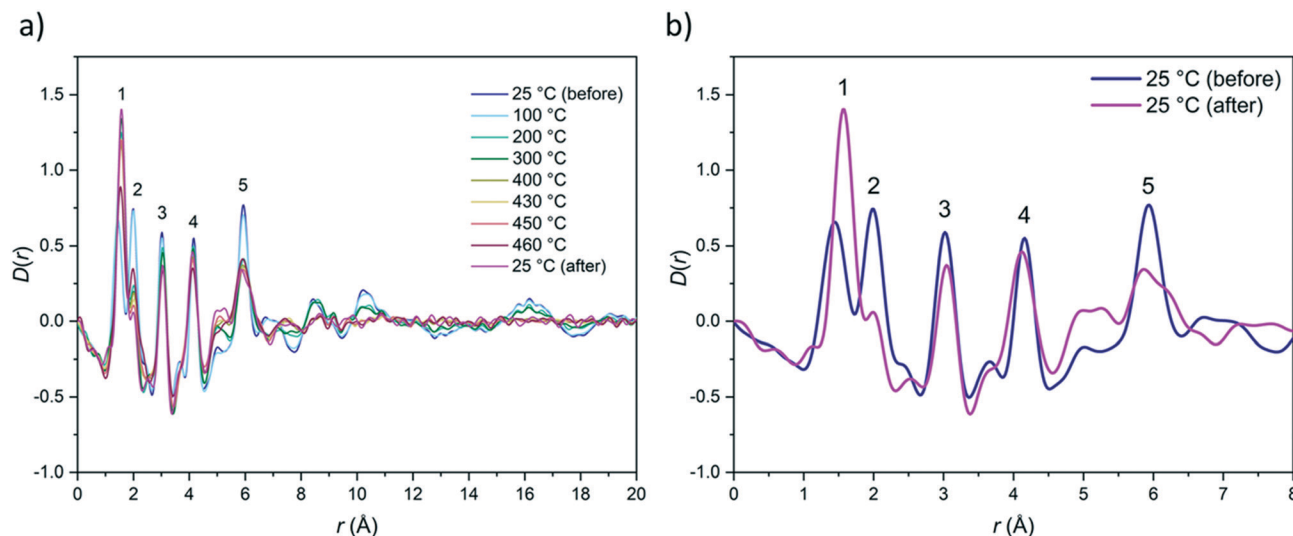 a)
1.5
1.0
0.5
0.0
-0.5
-1.0
D(r)
0 2 4 6 8 10 12 14 16 18 20
r (Å)
1
2
3
4
5
25 °C (before)
100 °C
200 °C
300 °C
400 °C
430 °C
450 °C
460 °C
25 °C (after)
b)
1.5
1.0
0.5
0.0
-0.5
-1.0
D(r)
0 1 2 3 4 5 6 7 8
r (Å)
1
2
3
4
5
25 °C (before)
25 °C (after)